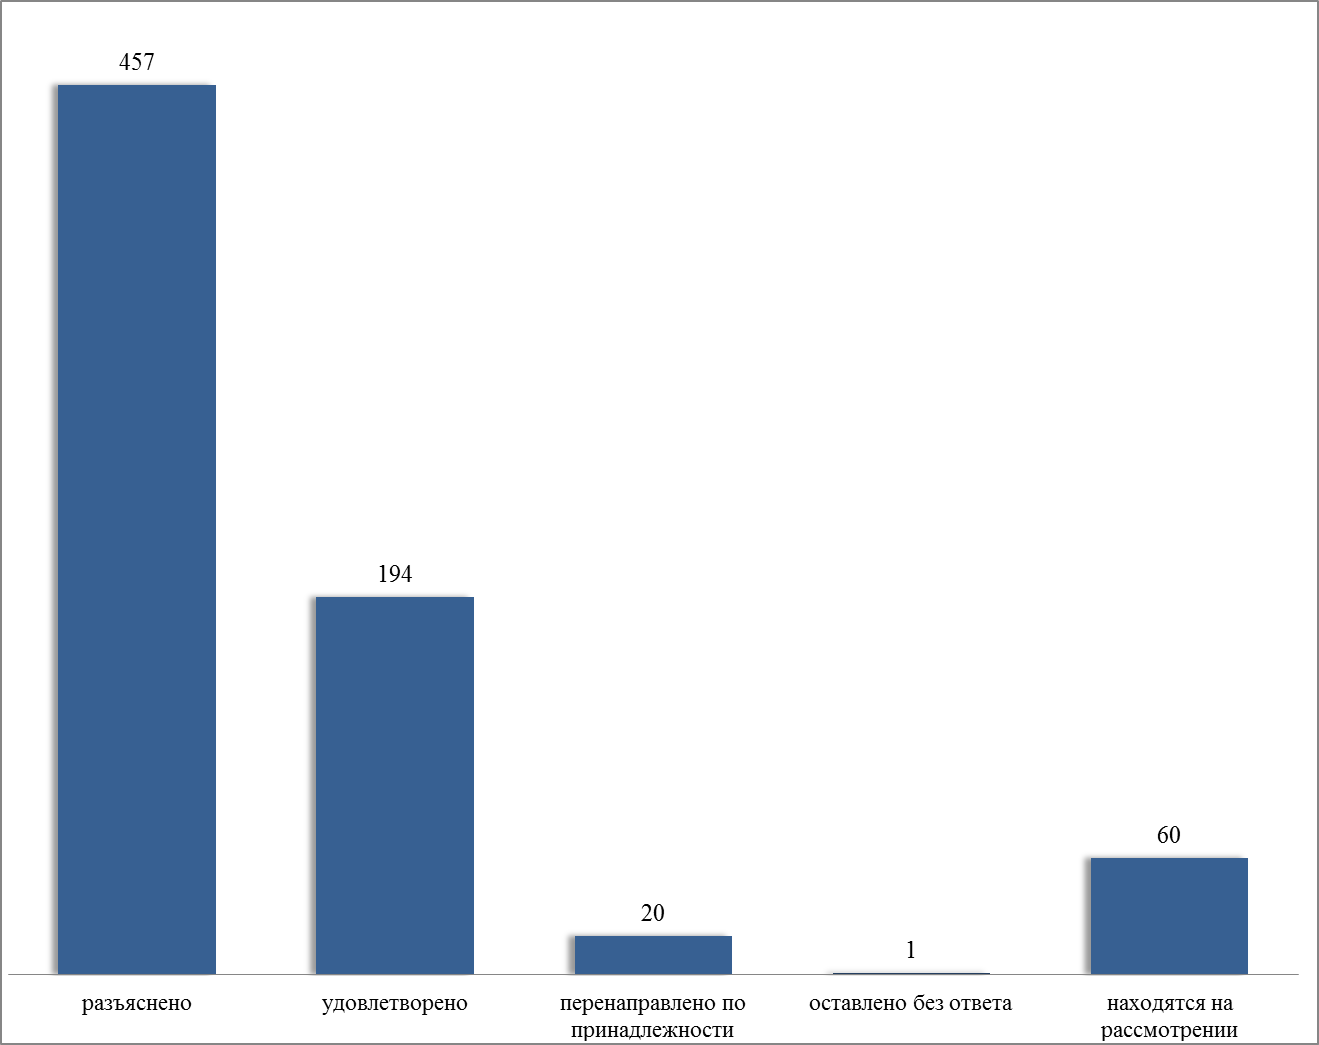 457
194
20
1
60
разъяснено
удовлетворено
перенаправлено по
принадлежности
оставлено без ответа
находятся на
рассмотрении